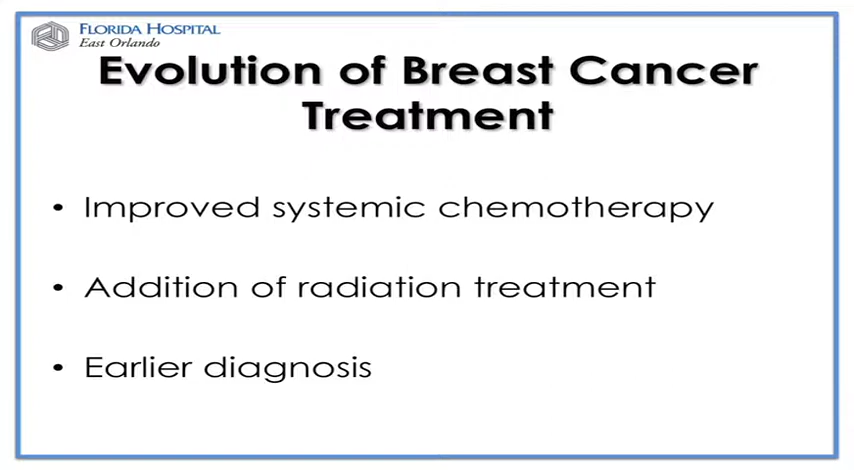 FLORIDA HOSPITAL
East Orlando
Evolution of Breast Cancer
Treatment
• Improved systemic chemotherapy
• Addition of radiation treatment
• Earlier diagnosis